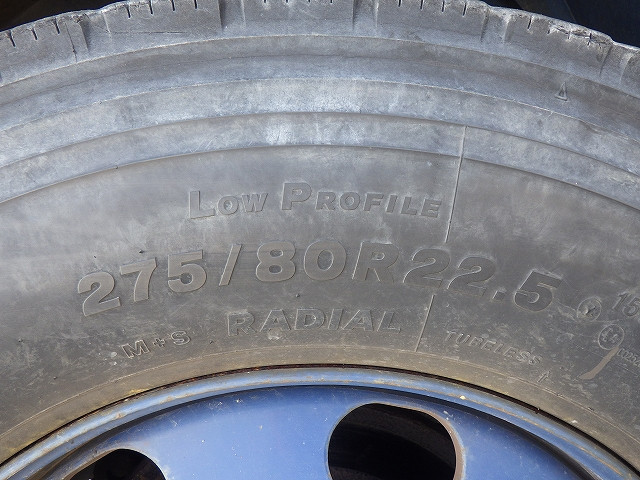 LOW PROFILE
275/80R22.5
M+S RADIAL TUBELESS